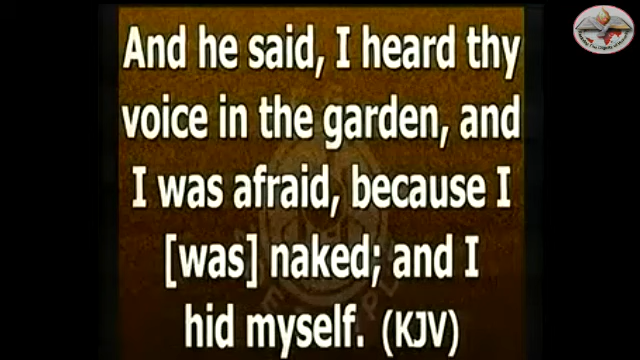 And he said, I heard thy
voice in the garden, and
I was afraid, because I
[was] naked; and I
hid myself. (KJV)